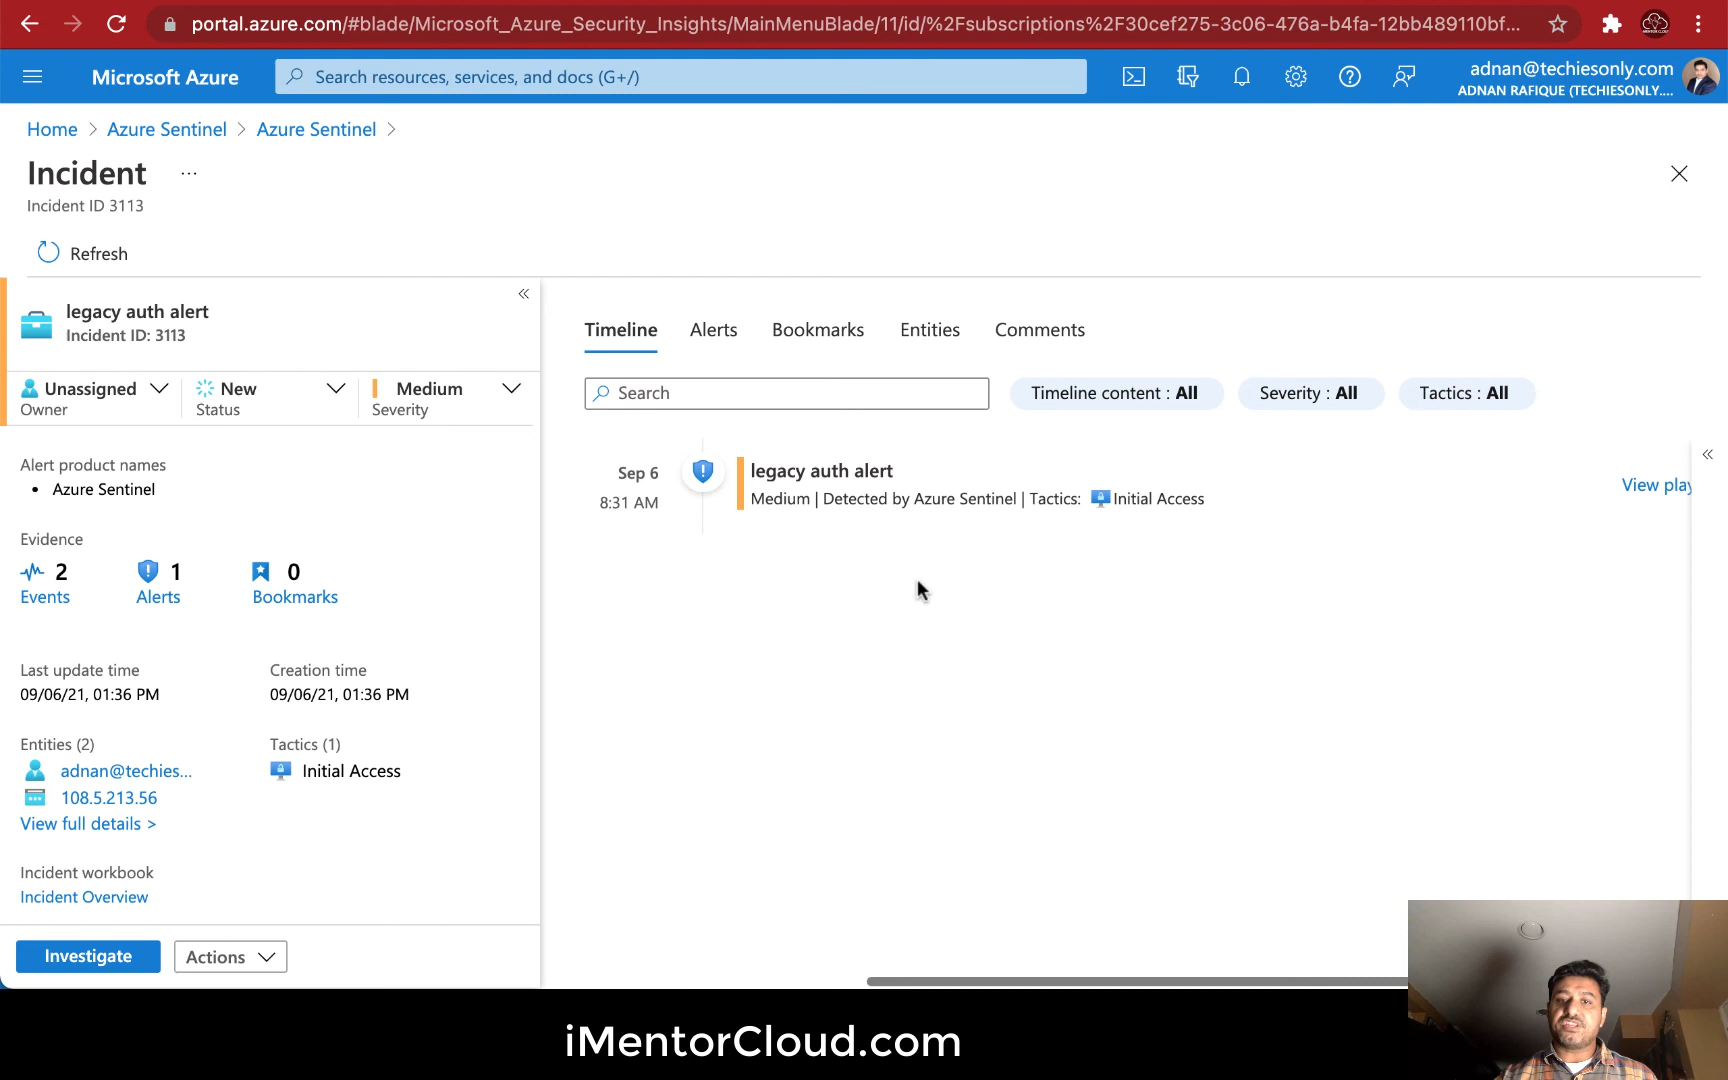 portal.azure.com/#blade/Microsoft_Azure_Security_Insights/MainMenuBlade/11/id/%2Fsubscriptions%2F30cef275-3c06-476a-b4fa-12bb489110bf...
Microsoft Azure
Search resources, services, and docs (G+/)
adnan@techiesonly.com
ADNAN RAFIQUE (TECHIESONLY....
Home > Azure Sentinel > Azure Sentinel >
Incident ...
Incident ID 3113
Refresh
legacy auth alert
Incident ID: 3113
Unassigned
Owner
New
Status
Medium
Severity
Alert product names
• Azure Sentinel
Evidence
2
Events
1
Alerts
0
Bookmarks
Last update time
09/06/21, 01:36 PM
Creation time
09/06/21, 01:36 PM
Entities (2)
adnan@techies...
108.5.213.56
View full details >
Tactics (1)
Initial Access
Incident workbook
Incident Overview
Investigate
Actions
Timeline
Alerts
Bookmarks
Entities
Comments
Search
Timeline content : All
Severity : All
Tactics : All
Sep 6
8:31 AM
legacy auth alert
Medium | Detected by Azure Sentinel | Tactics: Initial Access
View play
iMentorCloud.com